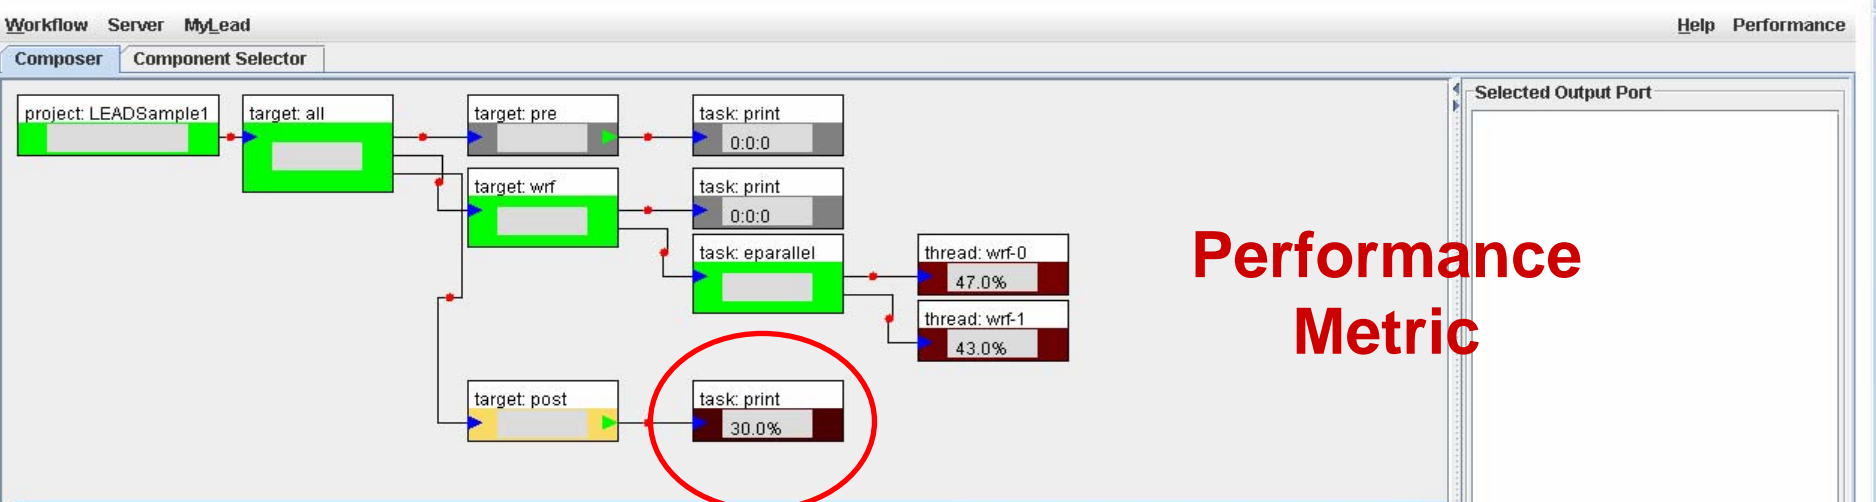 Workflow Server MyLead Help Performance
Composer Component Selector
Selected Output Port
project: LEADSample1
target: all
target: pre
task: print
0:0:0
target: wrf
task: print
0:0:0
task: eparallel
thread: wrf-0
47.0%
thread: wrf-1
43.0%
target: post
task: print
30.0%
Performance
Metric